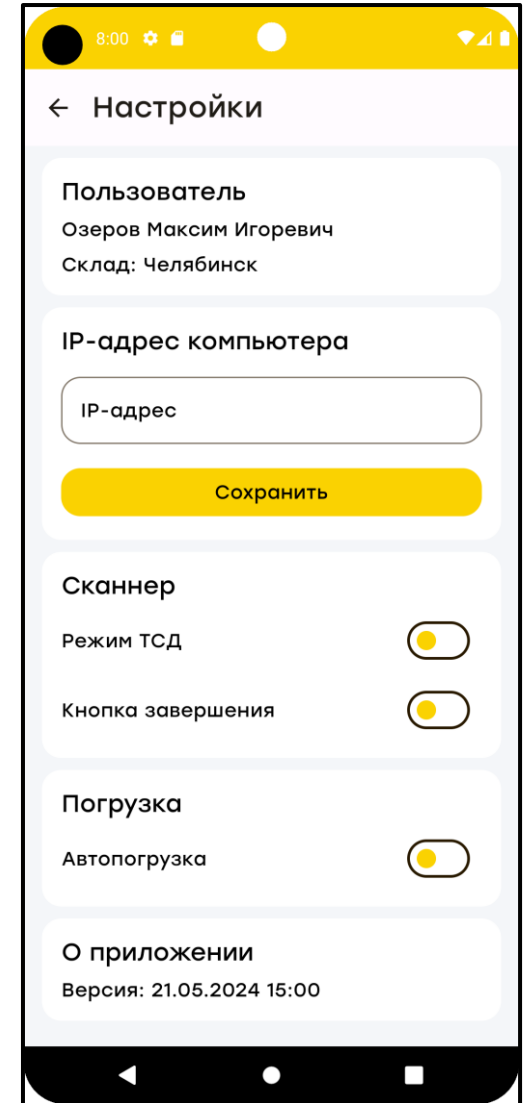 8:00
Настройки
Пользователь
Озеров Максим Игоревич
Склад: Челябинск
IP-адрес компьютера
IP-адрес
Сохранить
Сканнер
Режим ТСД
Кнопка завершения
Погрузка
Автопогрузка
О приложении
Версия: 21.05.2024 15:00